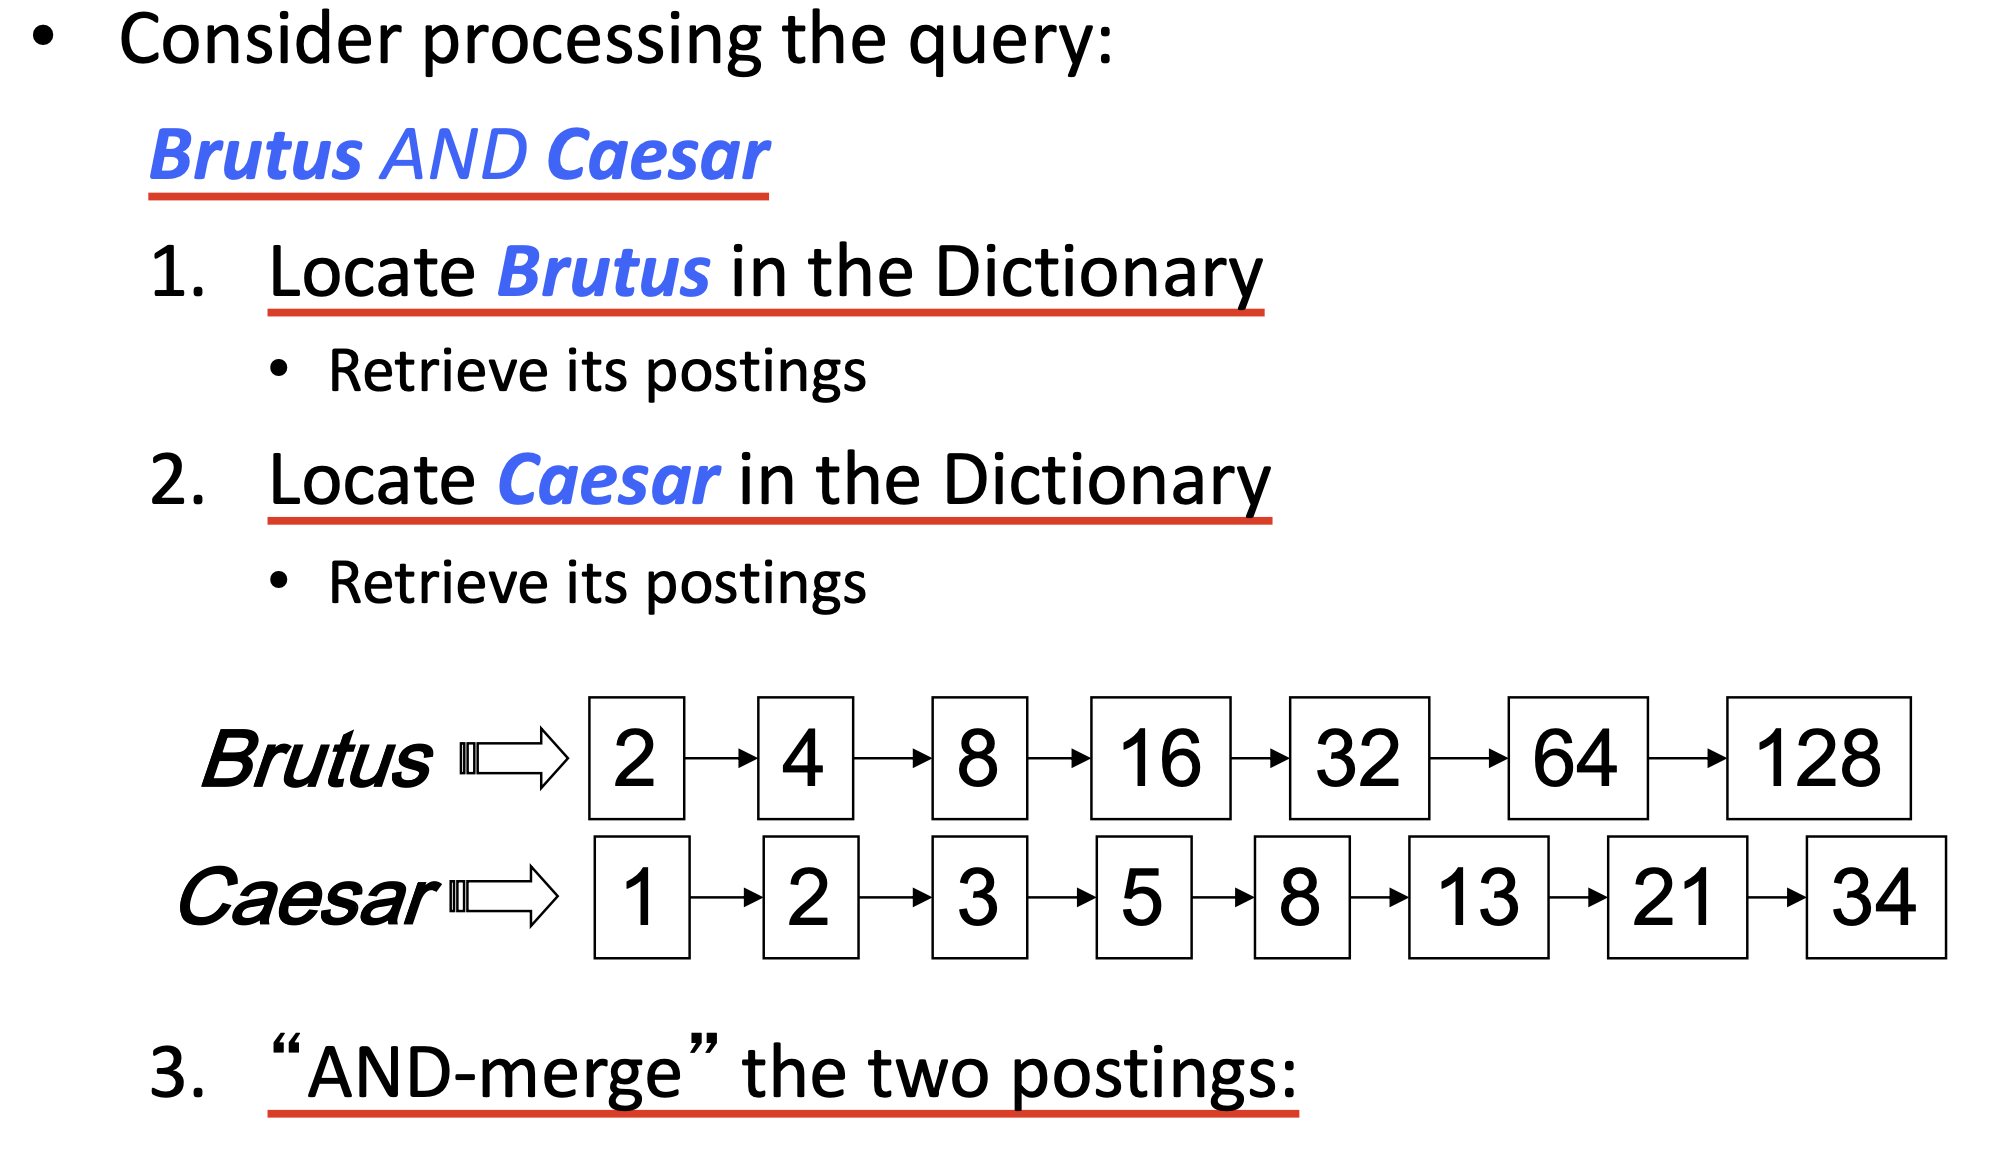 • Consider processing the query:
Brutus AND Caesar
1. Locate Brutus in the Dictionary
• Retrieve its postings
2. Locate Caesar in the Dictionary
• Retrieve its postings
Brutus 2 4 8 16 32 64 128
Caesar 1 2 3 5 8 13 21 34
3. “AND-merge” the two postings: